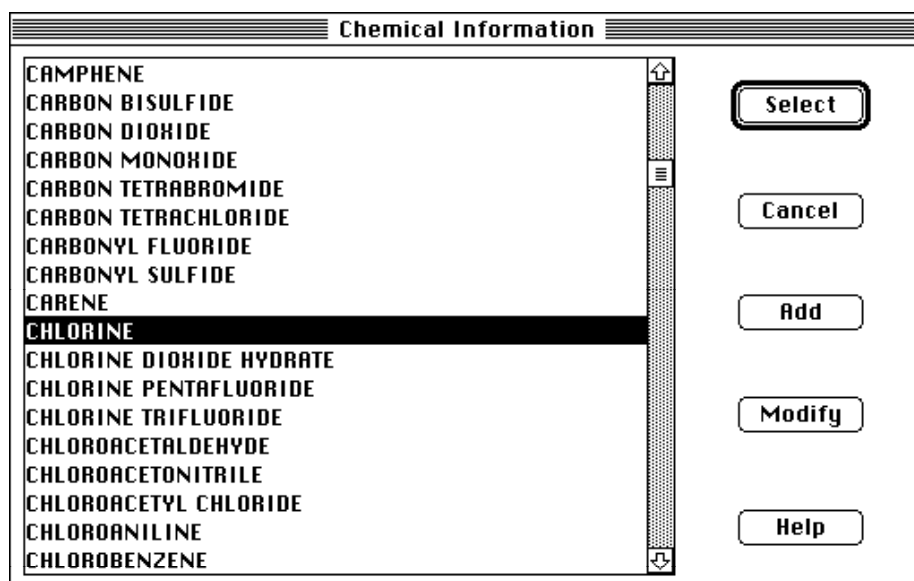 Chemical Information
CAMPHENE
CARBON BISULFIDE
CARBON DIOXIDE
CARBON MONOXIDE
CARBON TETRABROMIDE
CARBON TETRACHLORIDE
CARBONYL FLUORIDE
CARBONYL SULFIDE
CARENE
CHLORINE
CHLORINE DIOXIDE HYDRATE
CHLORINE PENTAFLUORIDE
CHLORINE TRIFLUORIDE
CHLOROACETALDEHYDE
CHLOROACETONITRILE
CHLOROACETYL CHLORIDE
CHLOROANILINE
CHLOROBENZENE
Select
Cancel
Add
Modify
Help